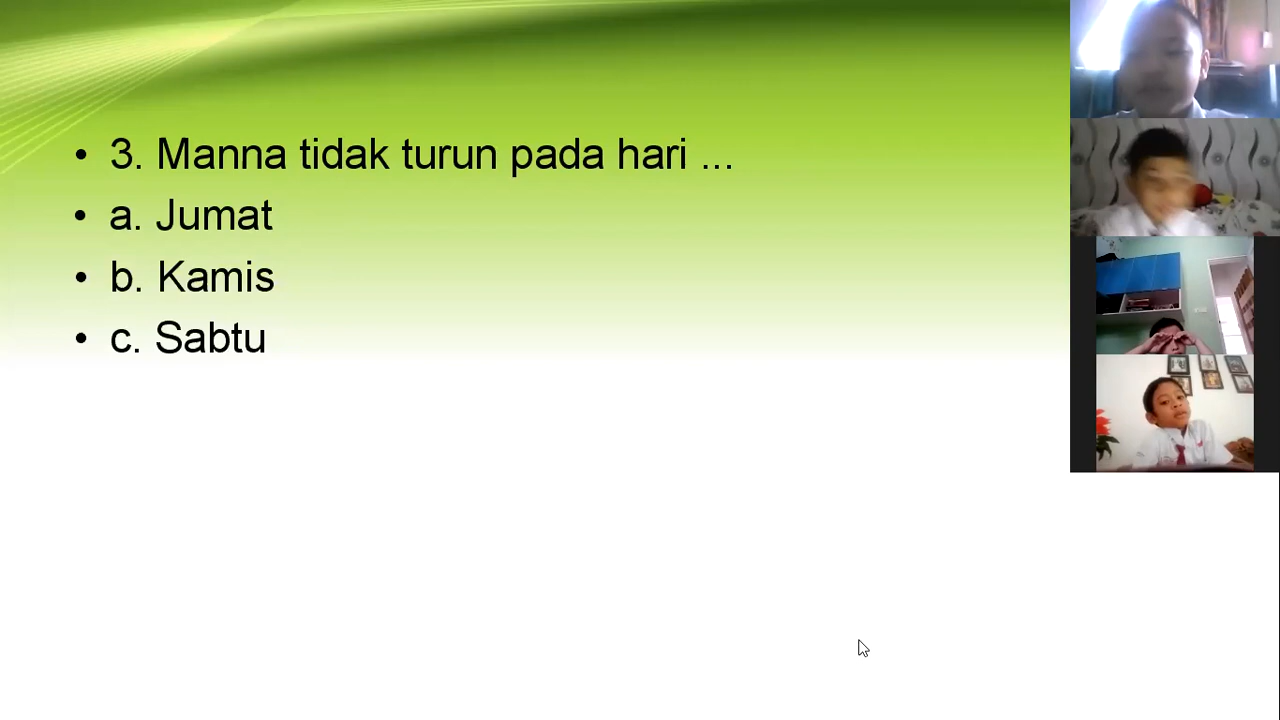 • 3. Manna tidak turun pada hari ...
• a. Jumat
• b. Kamis
• c. Sabtu